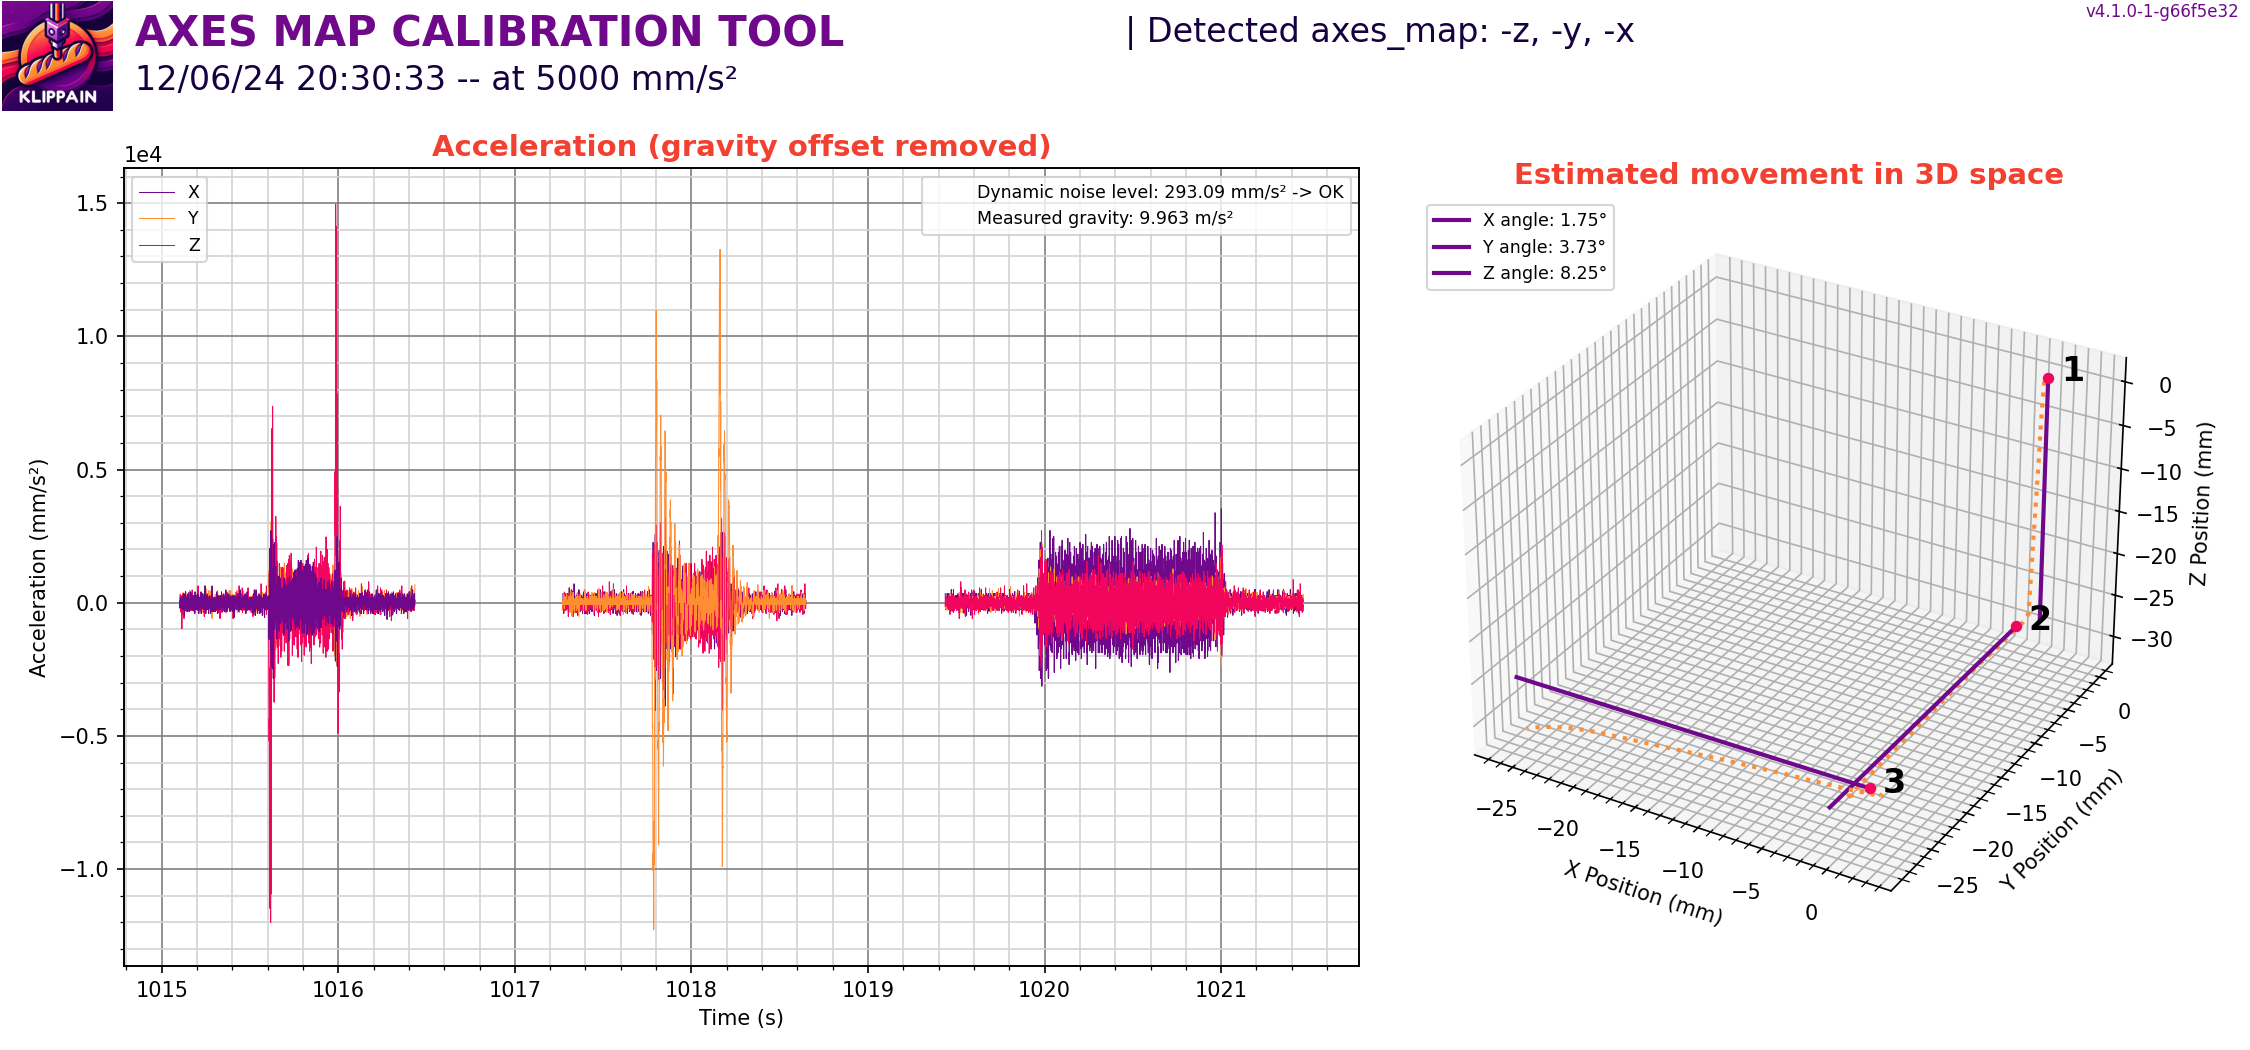 KLIPPAIN
AXES MAP CALIBRATION TOOL
12/06/24 20:30:33 -- at 5000 mm/s²
| Detected axes_map: -z, -y, -x
v4.1.0-1-g66f5e32
Acceleration (gravity offset removed)
1e4
X
Y
Z
Dynamic noise level: 293.09 mm/s² -> OK
Measured gravity: 9.963 m/s²
Acceleration (mm/s²)
1.5
1.0
0.5
0.0
−0.5
−1.0
1015 1016 1017 1018 1019 1020 1021
Time (s)
Estimated movement in 3D space
X angle: 1.75°
Y angle: 3.73°
Z angle: 8.25°
1
2
3
0
−5
−10
−15
−20
−25
−30
Z Position (mm)
0
−5
−10
−15
−20
−25
Y Position (mm)
−25
−20
−15
−10
−5
0
X Position (mm)